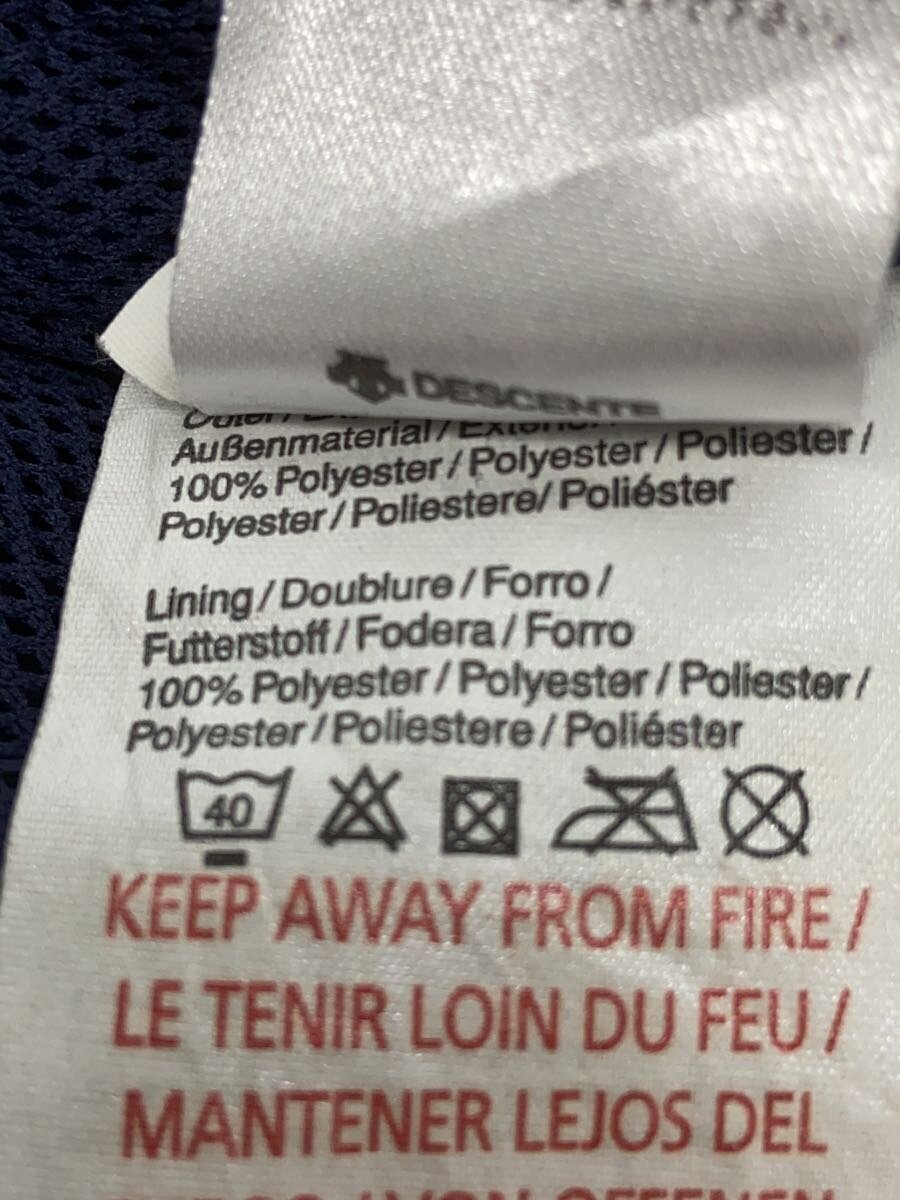 DESCENTE
Außenmaterial /
100% Polyester / Polyester / Poliester /
Polyester / Poliestere/ Poliéster
Lining / Doublure / Forro /
Futterstoff / Fodera / Forro
100% Polyester / Polyester / Poliester /
Polyester / Poliestere / Poliéster
40
KEEP AWAY FROM FIRE /
LE TENIR LOIN DU FEU /
MANTENER LEJOS DEL